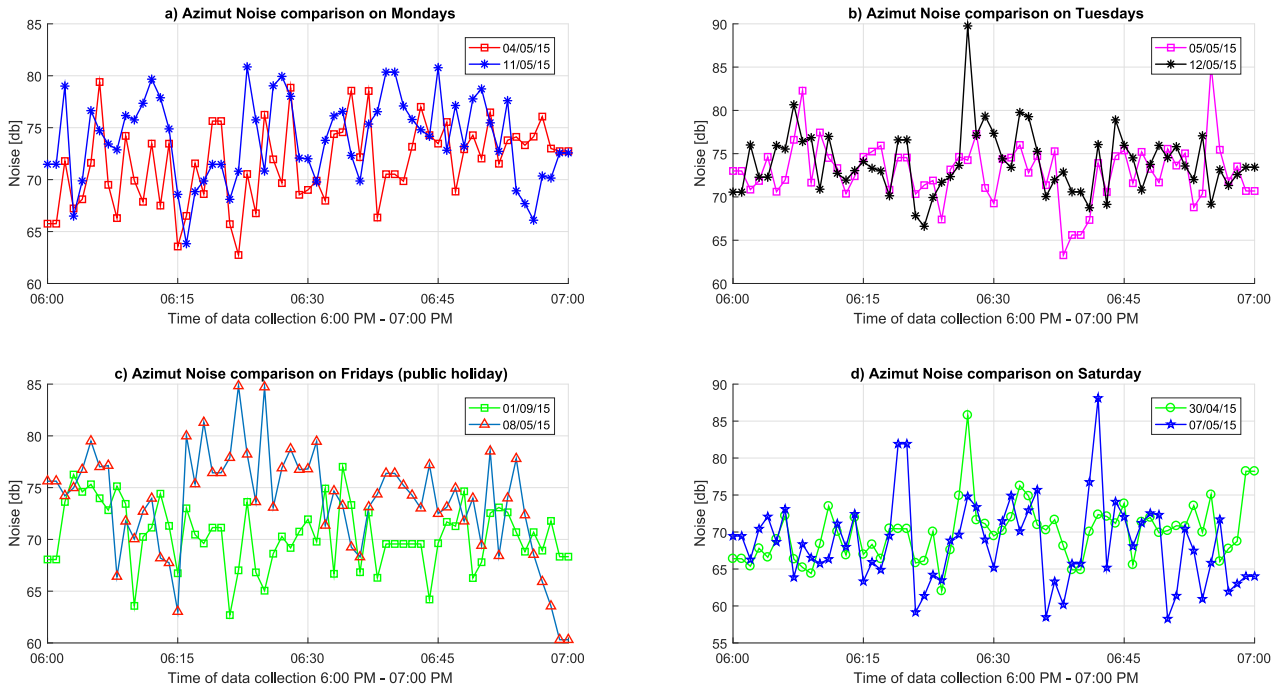 a) Azimut Noise comparison on Mondays
85
80
75
70
65
60
Noise [db]
04/05/15
11/05/15
06:00 06:15 06:30 06:45 07:00
Time of data collection 6:00 PM - 07:00 PM
b) Azimut Noise comparison on Tuesdays
90
85
80
75
70
65
60
Noise [db]
05/05/15
12/05/15
06:00 06:15 06:30 06:45 07:00
Time of data collection 6:00 PM - 07:00 PM
c) Azimut Noise comparison on Fridays (public holiday)
85
80
75
70
65
60
Noise [db]
01/09/15
08/05/15
06:00 06:15 06:30 06:45 07:00
Time of data collection 6:00 PM - 07:00 PM
d) Azimut Noise comparison on Saturday
90
85
80
75
70
65
60
55
Noise [db]
30/04/15
07/05/15
06:00 06:15 06:30 06:45 07:00
Time of data collection 6:00 PM - 07:00 PM